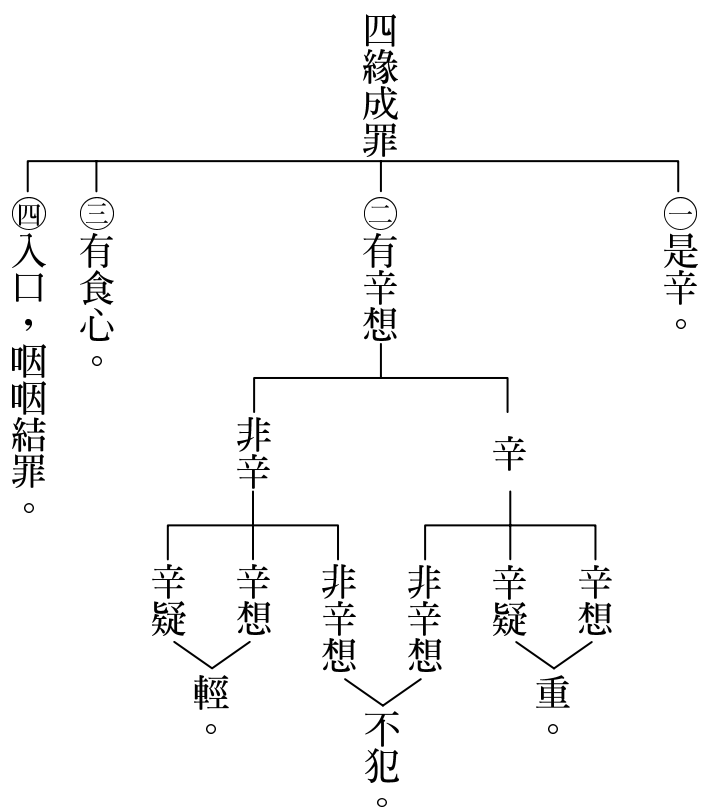 四緣成罪
㊀是辛。
㊁有辛想
辛
辛想
辛疑
重。
非辛想
非辛
非辛想
不犯。
辛想
辛疑
輕。
㊂有食心。
㊃入口，咽咽結罪。